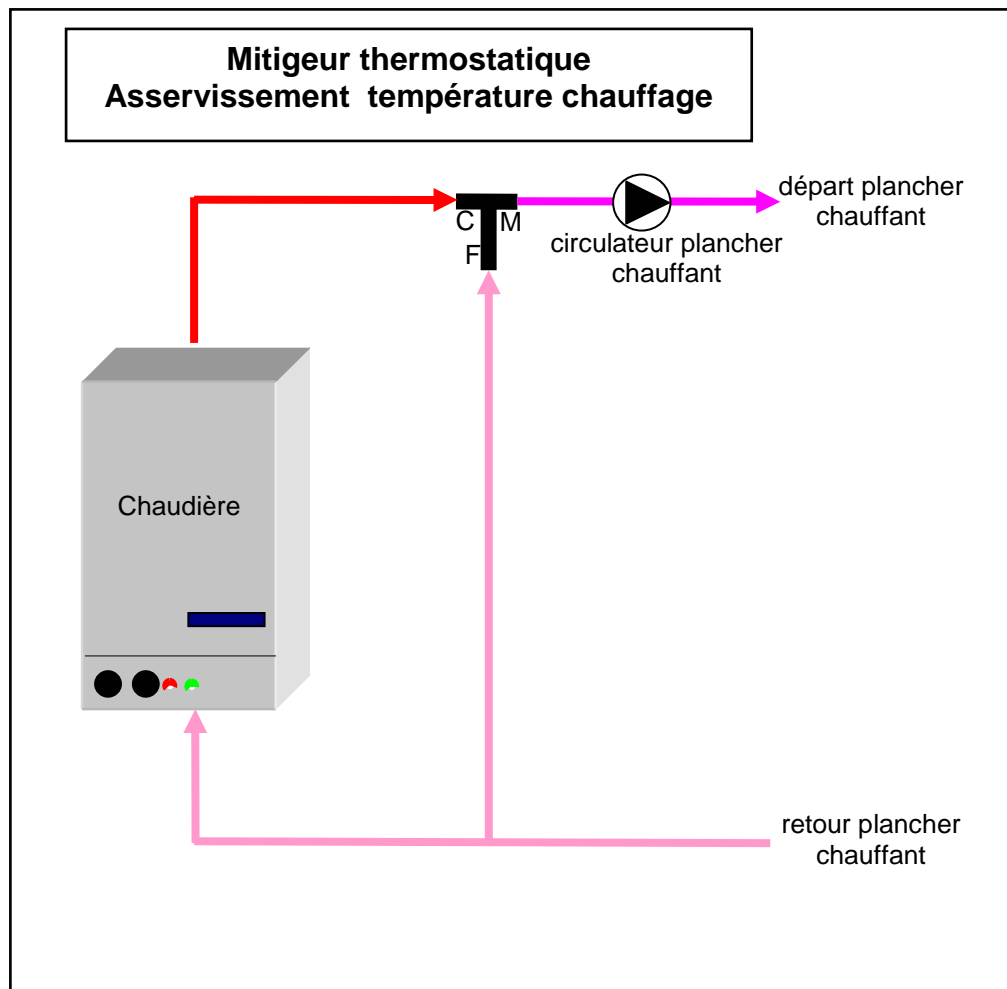 Mitigeur thermostatique
Asservissement température chauffage
départ plancher
chauffant
C M
F
circulateur plancher
chauffant
Chaudière
retour plancher
chauffant